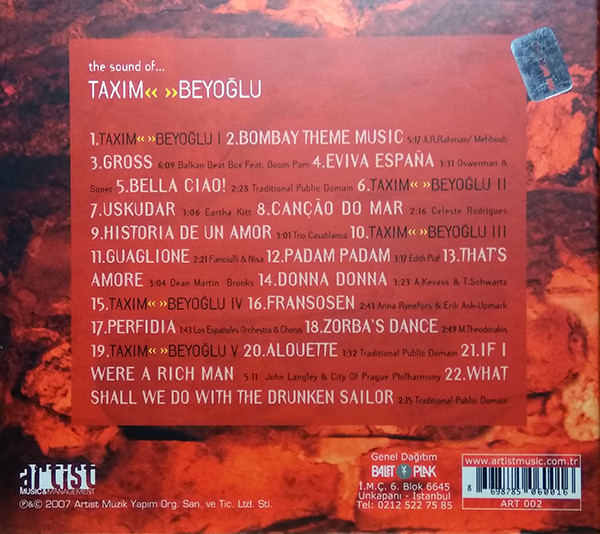 the sound of...
TAXIM‹‹ ››BEYOĞLU
1.TAXIM‹‹ ››BEYOĞLU I 2.BOMBAY THEME MUSIC 5:17 A.R.Rahman/ Mehboob
3.GROSS 6:09 Balkan Beat Box Feat. Boom Pam 4.EVIVA ESPAÑA 3:31 Oswerman &
Sonet 5.BELLA CIAO! 2:28 Traditional Public Domain 6.TAXIM‹‹ ››BEYOĞLU II
7.USKUDAR 3:06 Eartha Kitt 8.CANÇÃO DO MAR 2:16 Celeste Rodrigues
9.HISTORIA DE UN AMOR 3:01 Trio Casablanca 10.TAXIM‹‹ ››BEYOĞLU III
11.GUAGLIONE 2:21 Fanciulli & Nisa 12.PADAM PADAM 3:17 Edith Piaf 13.THAT'S
AMORE 3:04 Dean Martin Brooks 14.DONNA DONNA 3:23 A.Kevass & T.Schwartz
15.TAXIM‹‹ ››BEYOĞLU IV 16.FRANSOSEN 2:41 Anna Rynefors & Erik Ask-Upmark
17.PERFIDIA 1:43 Los Españoles Orchestra & Chorus 18.ZORBA'S DANCE 2:49 M.Theodorakis
19.TAXIM‹‹ ››BEYOĞLU V 20.ALOUETTE 1:32 Traditional Public Domain 21.IF I
WERE A RICH MAN 5:11 John Langley & City Of Prague Philharmony 22.WHAT
SHALL WE DO WITH THE DRUNKEN SAILOR 2:15 Traditional Public Domain
artist
MUSIC&MANAGEMENT
℗&© 2007 Artist Müzik Yapım Org. San. ve Tic. Ltd. Sti.
Genel Dağıtım
BALET PLAK
İ.M.Ç. 6. Blok 6645
Unkapanı - İstanbul
Tel: 0212 522 75 85
www.artistmusic.com.tr
8 698785 060016
ART 002